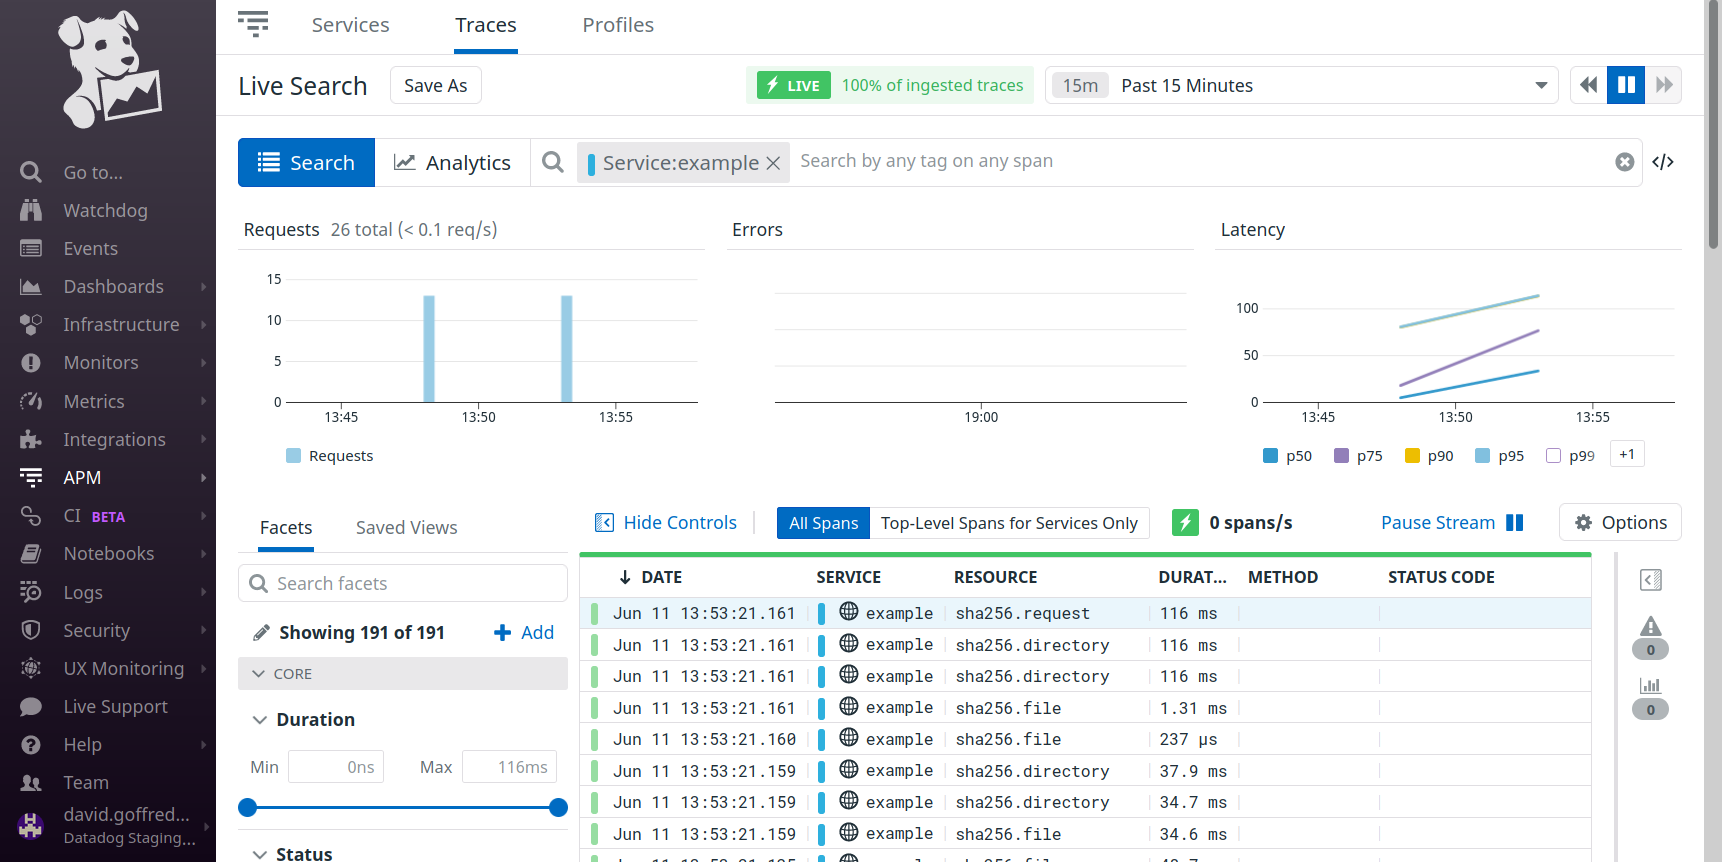 Services Traces Profiles
Live Search Save As LIVE 100% of ingested traces 15m Past 15 Minutes
Search Analytics Service:example Search by any tag on any span </>
Go to...
Watchdog
Events
Dashboards
Infrastructure
Monitors
Metrics
Integrations
APM
CI BETA
Notebooks
Logs
Security
UX Monitoring
Live Support
Help
Team
david.goffred...
Datadog Staging...
Requests 26 total (< 0.1 req/s)
15
10
5
0
13:45 13:50 13:55
Requests
Errors
19:00
Latency
100
50
0
13:45 13:50 13:55
p50 p75 p90 p95 p99 +1
Facets Saved Views
Search facets
Showing 191 of 191 Add
CORE
Duration
Min 0ns Max 116ms
Status
Hide Controls All Spans Top-Level Spans for Services Only 0 spans/s Pause Stream Options
DATE SERVICE RESOURCE DURAT... METHOD STATUS CODE
Jun 11 13:53:21.161 example sha256.request 116 ms
Jun 11 13:53:21.161 example sha256.directory 116 ms
Jun 11 13:53:21.161 example sha256.directory 116 ms
Jun 11 13:53:21.161 example sha256.file 1.31 ms
Jun 11 13:53:21.160 example sha256.file 237 µs
Jun 11 13:53:21.159 example sha256.directory 37.9 ms
Jun 11 13:53:21.159 example sha256.directory 34.7 ms
Jun 11 13:53:21.159 example sha256.file 34.6 ms
0
0